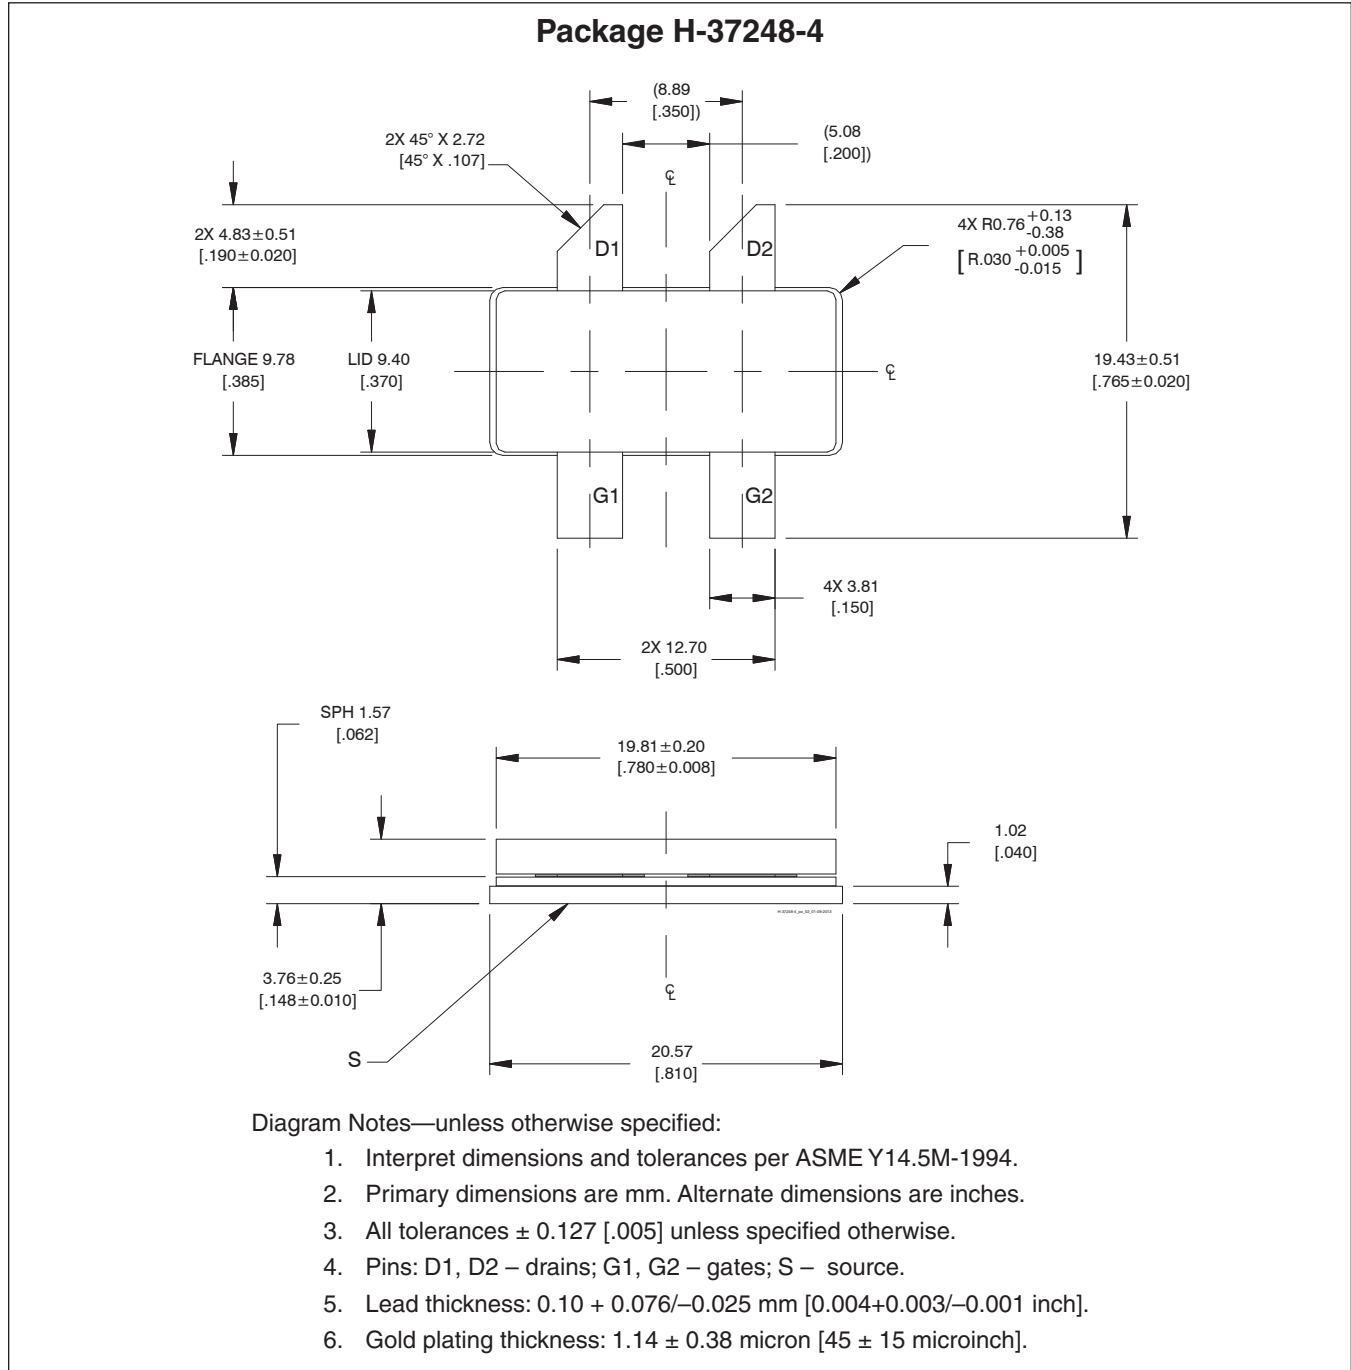 Package H-37248-4
(8.89
[.350])
2X 45° X 2.72
[45° X .107]
(5.08
[.200])
℄
2X 4.83±0.51
[.190±0.020]
4X R0.76 +0.13
-0.38
[ R.030 +0.005
-0.015 ]
D1
D2
FLANGE 9.78
[.385]
LID 9.40
[.370]
℄
19.43±0.51
[.765±0.020]
G1
G2
4X 3.81
[.150]
2X 12.70
[.500]
SPH 1.57
[.062]
19.81±0.20
[.780±0.008]
1.02
[.040]
3.76±0.25
[.148±0.010]
℄
S
20.57
[.810]
Diagram Notes—unless otherwise specified:
1. Interpret dimensions and tolerances per ASME Y14.5M-1994.
2. Primary dimensions are mm. Alternate dimensions are inches.
3. All tolerances ± 0.127 [.005] unless specified otherwise.
4. Pins: D1, D2 – drains; G1, G2 – gates; S – source.
5. Lead thickness: 0.10 + 0.076/–0.025 mm [0.004+0.003/–0.001 inch].
6. Gold plating thickness: 1.14 ± 0.38 micron [45 ± 15 microinch].